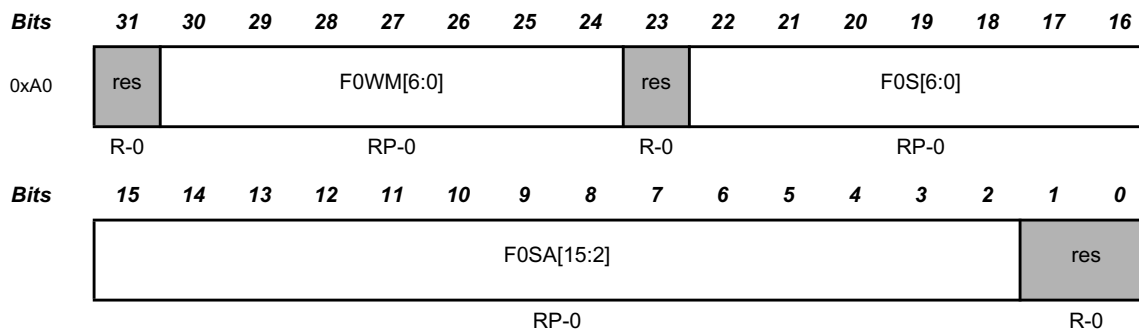 Bits 31 30 29 28 27 26 25 24 23 22 21 20 19 18 17 16
0xA0 res F0WM[6:0] res F0S[6:0]
R-0 RP-0 R-0 RP-0
Bits 15 14 13 12 11 10 9 8 7 6 5 4 3 2 1 0
F0SA[15:2] res
RP-0 R-0